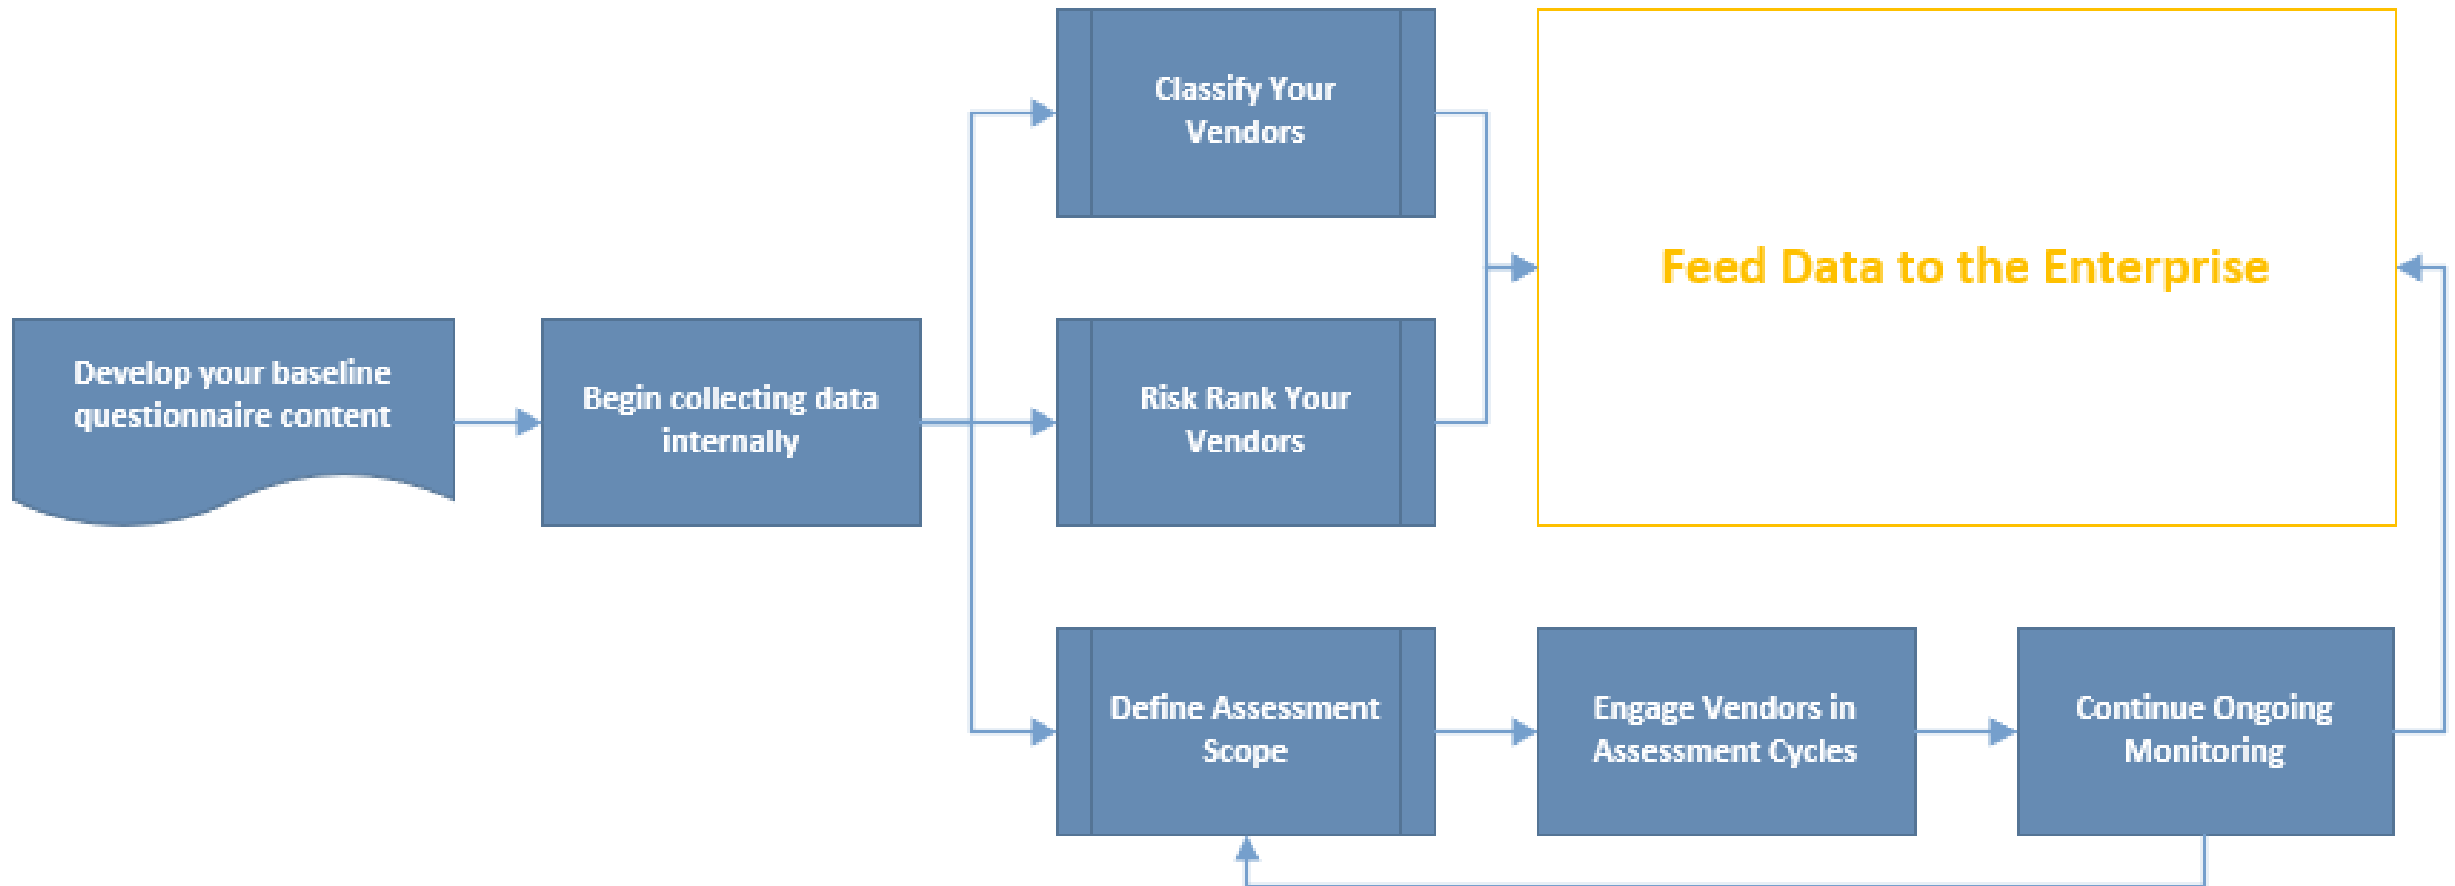 Develop your baseline
questionnaire content
Begin collecting data
internally
Classify Your
Vendors
Risk Rank Your
Vendors
Define Assessment
Scope
Feed Data to the Enterprise
Engage Vendors in
Assessment Cycles
Continue Ongoing
Monitoring